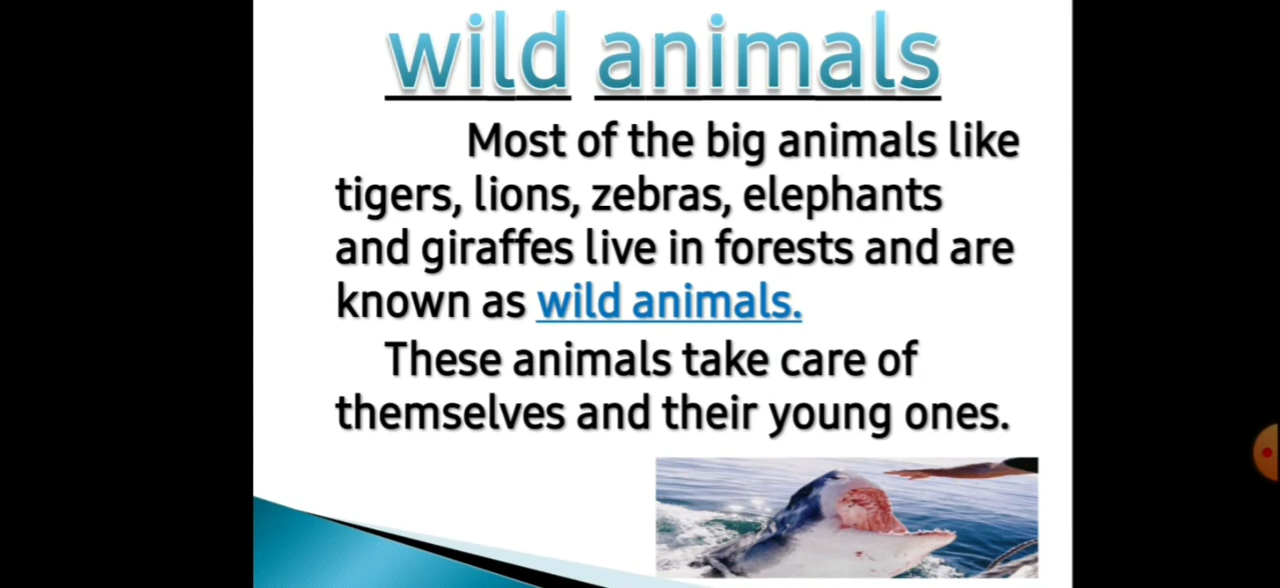 wild animals
Most of the big animals like
tigers, lions, zebras, elephants
and giraffes live in forests and are
known as wild animals.
These animals take care of
themselves and their young ones.